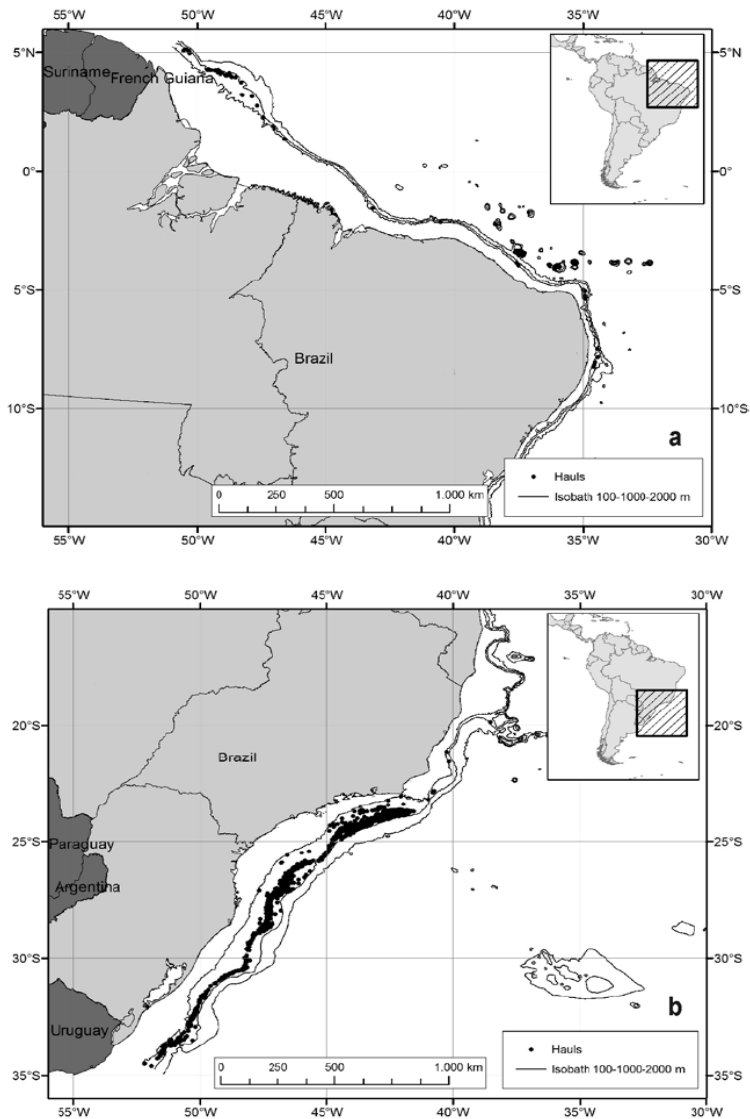 55°W 50°W 45°W 40°W 35°W
5°N 5°N
Suriname French Guiana
0° 0°
5°S 5°S
Brazil
10°S 10°S
a
0 250 500 1.000 km
Hauls
Isobath 100-1000-2000 m
55°W 50°W 45°W 40°W 35°W 30°W
55°W 50°W 45°W 40°W 35°W 30°W
20°S 20°S
Brazil
25°S 25°S
Paraguay
Argentina
30°S 30°S
b
Uruguay
0 250 500 1.000 km
Hauls
Isobath 100-1000-2000 m
35°S 35°S
55°W 50°W 45°W 40°W 35°W 30°W